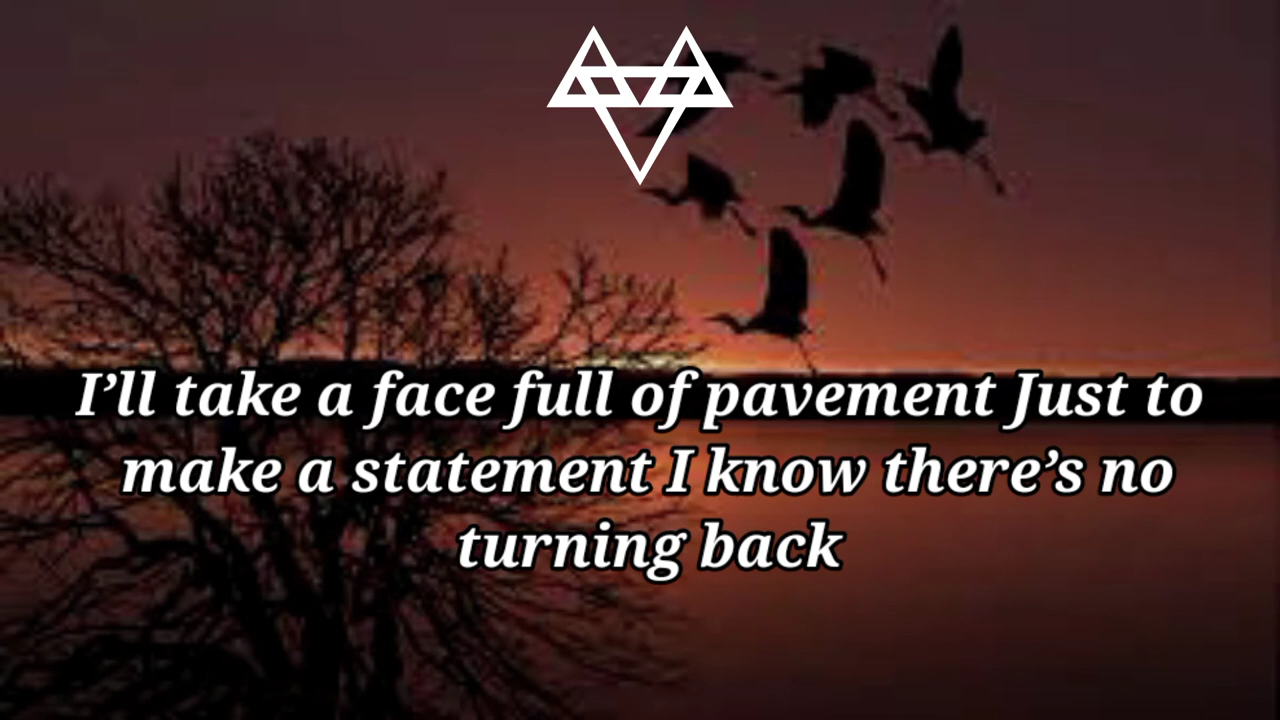 I’ll take a face full of pavement Just to
make a statement I know there’s no
turning back